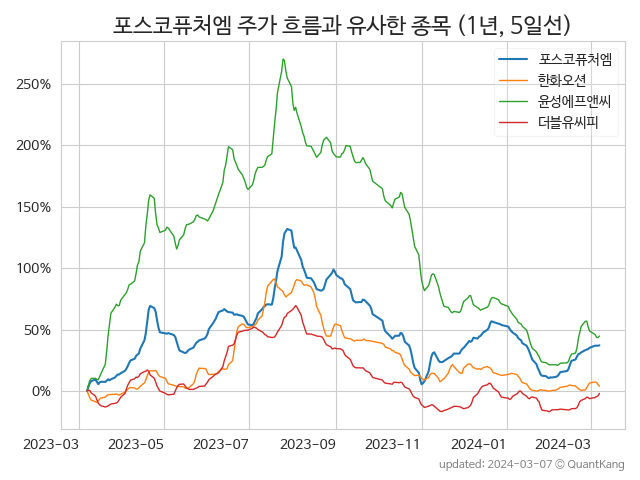 포스코퓨처엠 주가 흐름과 유사한 종목 (1년, 5일선)
포스코퓨처엠
한화오션
윤성에프앤씨
더블유씨피
250%
200%
150%
100%
50%
0%
2023-03 2023-05 2023-07 2023-09 2023-11 2024-01 2024-03
updated: 2024-03-07 © QuantKang